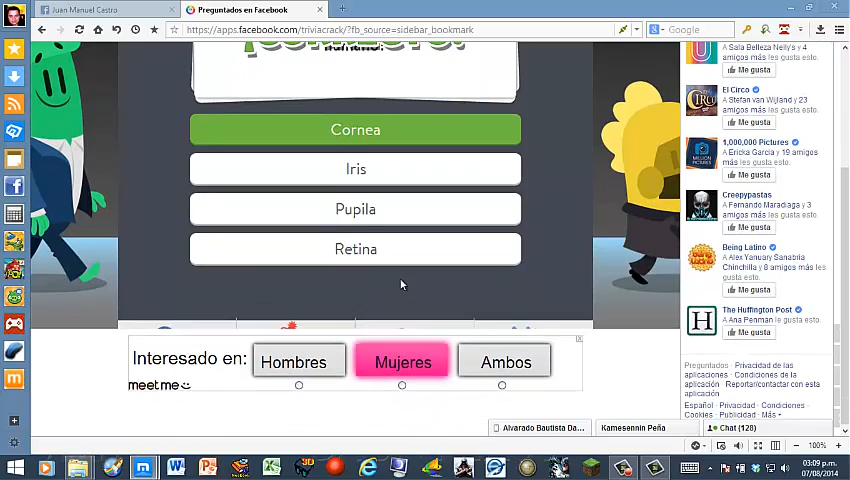 Juan Manuel Castro
Preguntados en Facebook
https://apps.facebook.com/triviacrack/?fb_source=sidebar_bookmark
Google
¡CORRECTO!
humano?
Cornea
Iris
Pupila
Retina
Interesado en:
Hombres
Mujeres
Ambos
meet me
A Sala Belleza Nelly's y 4
amigos más les gusta esto.
Me gusta
El Circo
A Stefan van Wijland y 23
amigos más les gusta esto.
Me gusta
1,000,000 Pictures
A Ericka Garcia y 19 amigos
más les gusta esto.
Me gusta
Creepypastas
A Fernando Maradiaga y 3
amigos más les gusta esto.
Me gusta
Being Latino
A Alex Yanuary Sanabria
Chinchilla y 8 amigos más les
gusta esto.
Me gusta
The Huffington Post
A Ana Penman le gusta esto.
Me gusta
Preguntados · Privacidad de las
aplicaciones · Condiciones de la
aplicación · Reportar/contactar con esta
aplicación
Español · Privacidad · Condiciones ·
Cookies · Publicidad · Más
Alvarado Bautista Da...
Kamesennin Peña
Chat (128)
100%
03:09 p.m.
07/08/2014